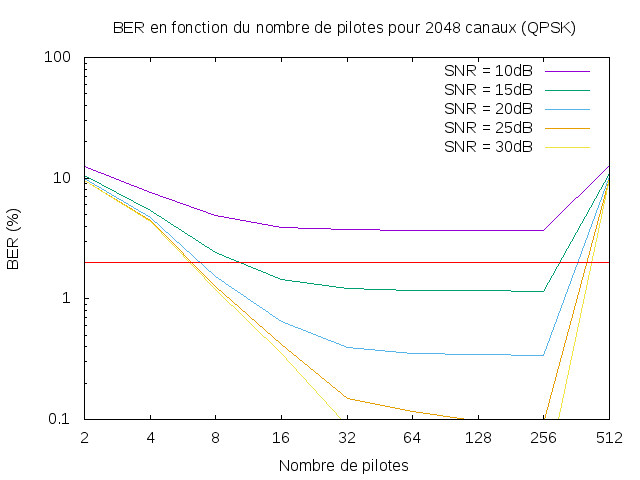 BER en fonction du nombre de pilotes pour 2048 canaux (QPSK)
100
SNR = 10dB
SNR = 15dB
SNR = 20dB
SNR = 25dB
SNR = 30dB
10
BER (%)
1
0.1
2 4 8 16 32 64 128 256 512
Nombre de pilotes